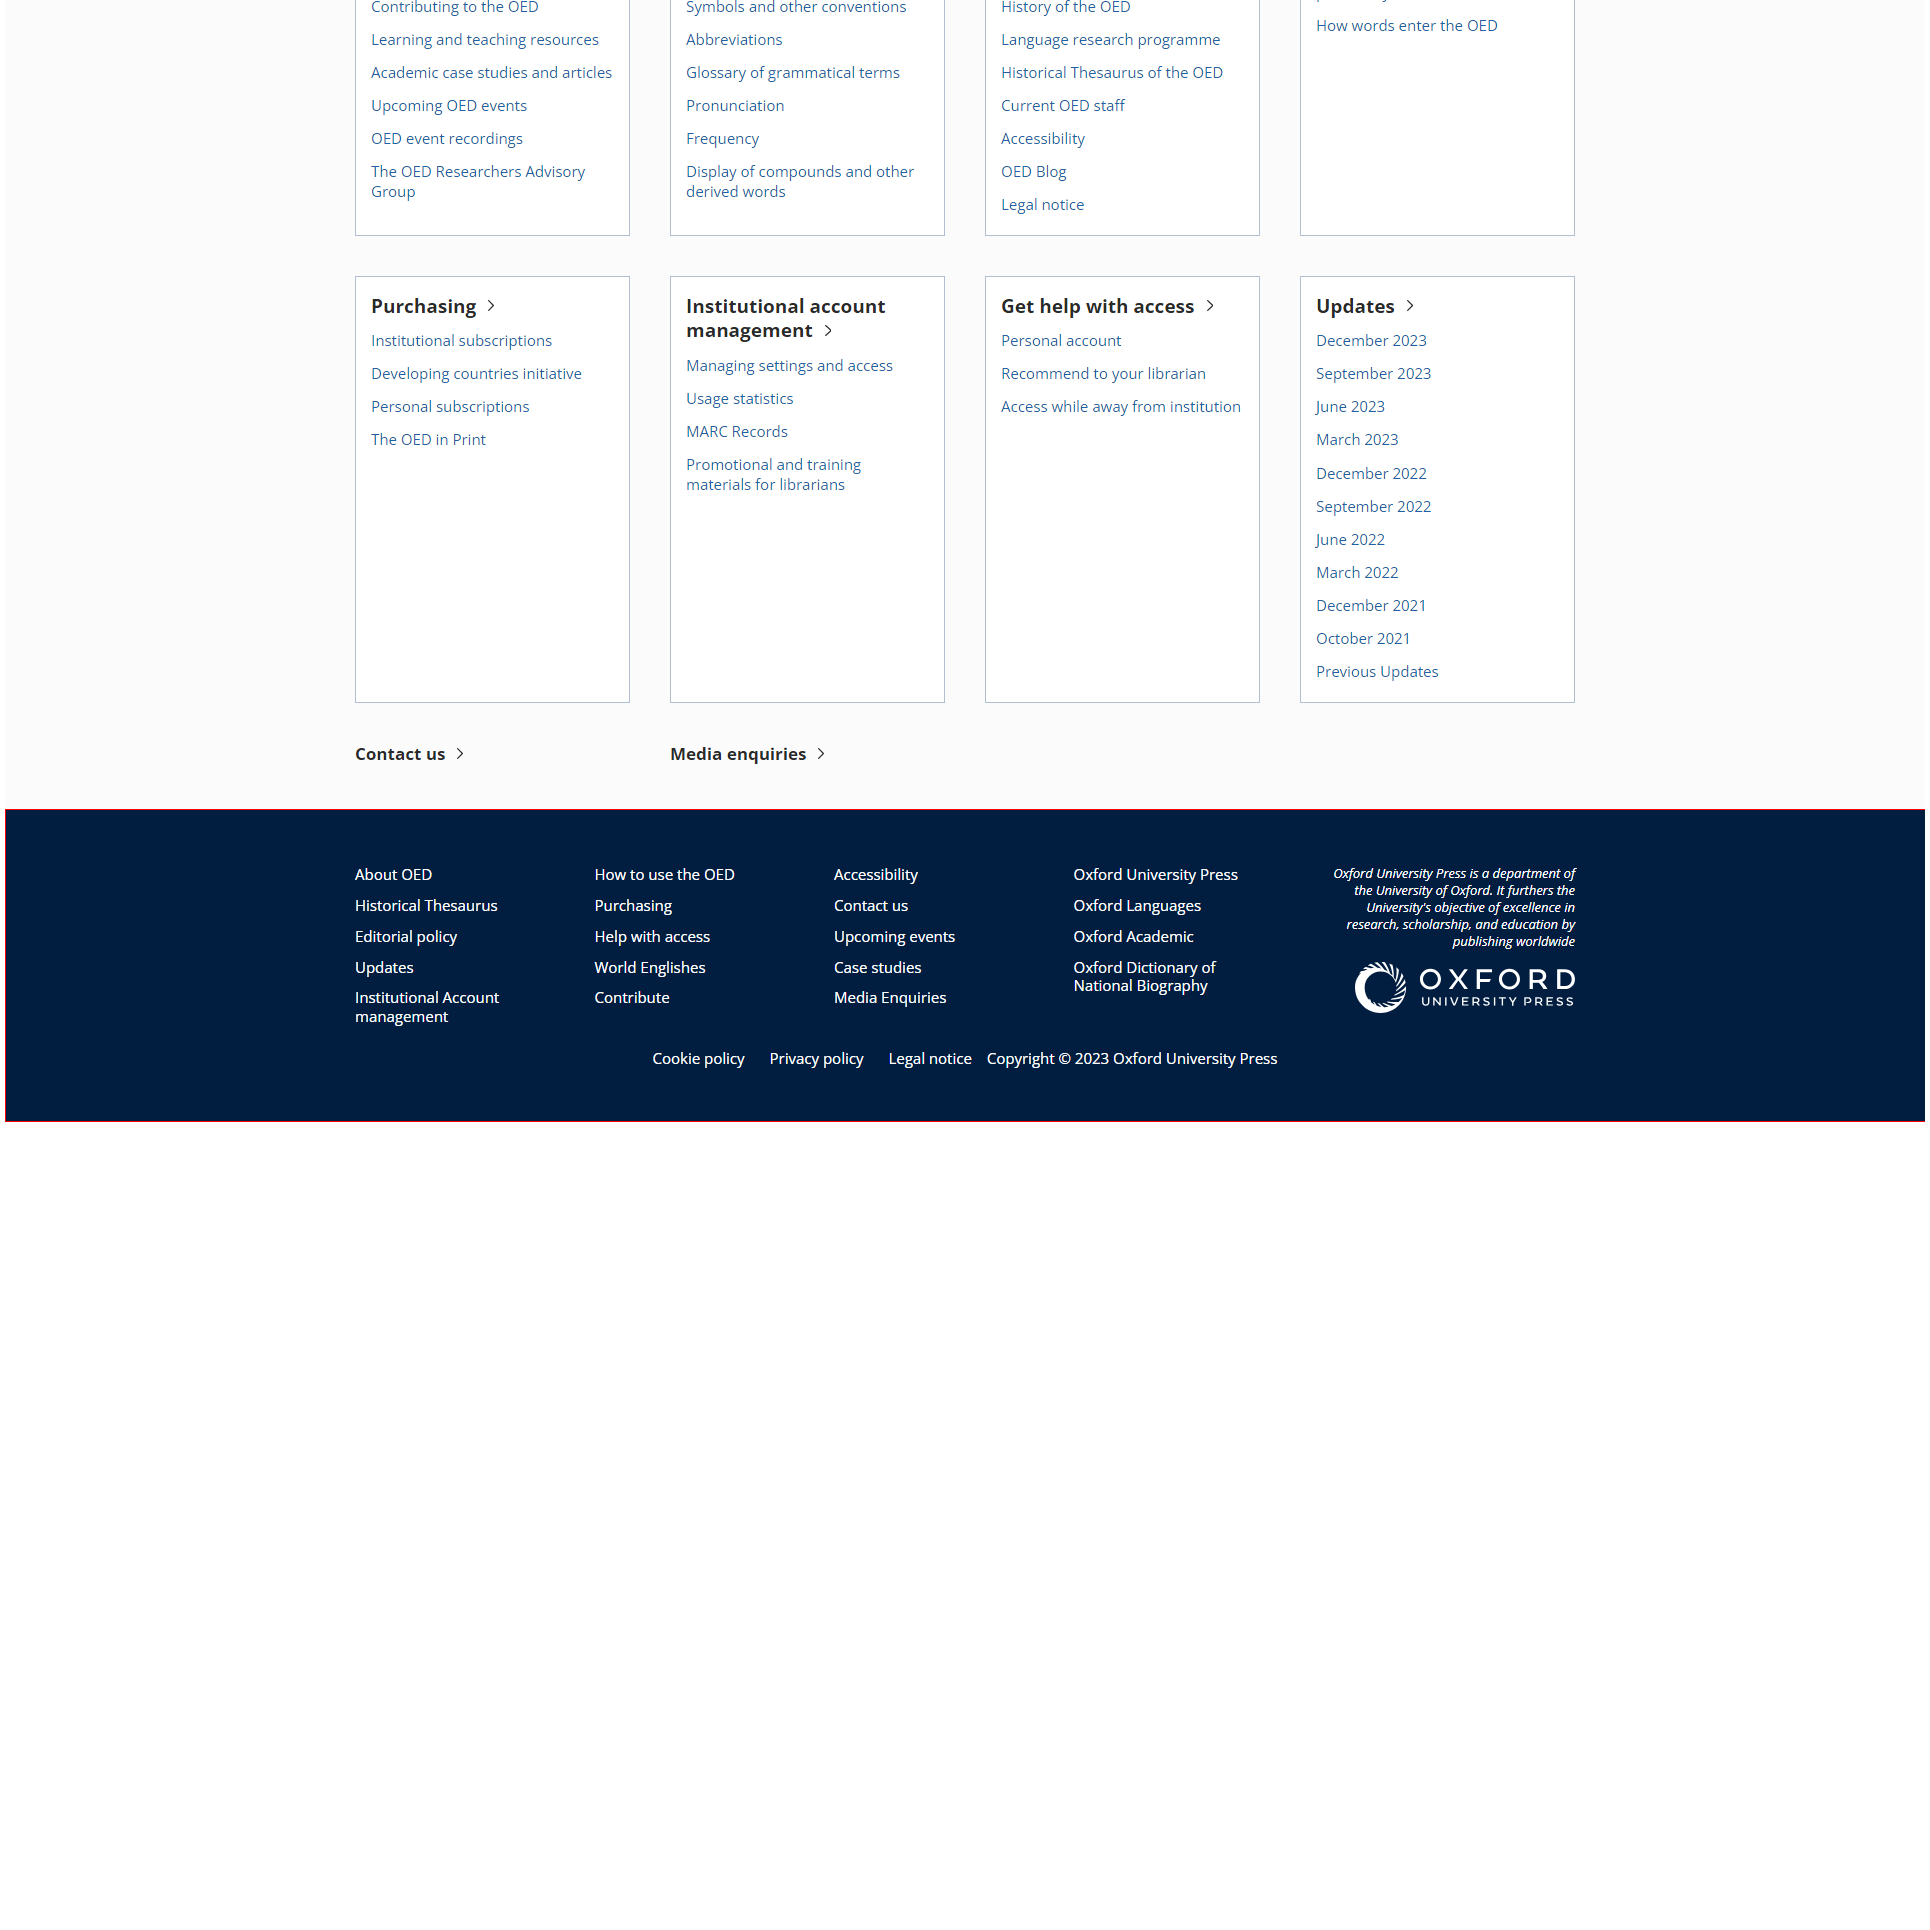 Contributing to the OED
Learning and teaching resources
Academic case studies and articles
Upcoming OED events
OED event recordings
The OED Researchers Advisory
Group
Symbols and other conventions
Abbreviations
Glossary of grammatical terms
Pronunciation
Frequency
Display of compounds and other
derived words
History of the OED
Language research programme
Historical Thesaurus of the OED
Current OED staff
Accessibility
OED Blog
Legal notice
How words enter the OED
Purchasing
Institutional subscriptions
Developing countries initiative
Personal subscriptions
The OED in Print
Institutional account
management
Managing settings and access
Usage statistics
MARC Records
Promotional and training
materials for librarians
Get help with access
Personal account
Recommend to your librarian
Access while away from institution
Updates
December 2023
September 2023
June 2023
March 2023
December 2022
September 2022
June 2022
March 2022
December 2021
October 2021
Previous Updates
Contact us
Media enquiries
About OED
Historical Thesaurus
Editorial policy
Updates
Institutional Account
management
How to use the OED
Purchasing
Help with access
World Englishes
Contribute
Accessibility
Contact us
Upcoming events
Case studies
Media Enquiries
Oxford University Press
Oxford Languages
Oxford Academic
Oxford Dictionary of
National Biography
Oxford University Press is a department of
the University of Oxford. It furthers the
University's objective of excellence in
research, scholarship, and education by
publishing worldwide
OXFORD
UNIVERSITY PRESS
Cookie policy Privacy policy Legal notice Copyright © 2023 Oxford University Press